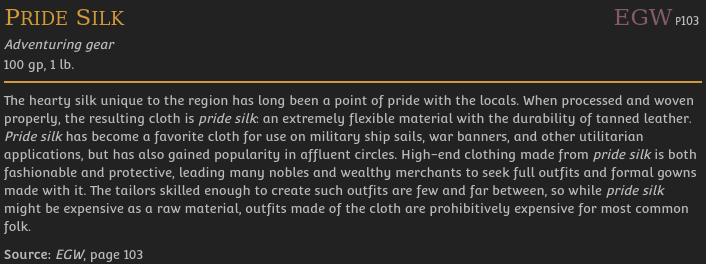 Pride Silk EGW P103
Adventuring gear
100 gp, 1 lb.
The hearty silk unique to the region has long been a point of pride with the locals. When processed and woven
properly, the resulting cloth is pride silk: an extremely flexible material with the durability of tanned leather.
Pride silk has become a favorite cloth for use on military ship sails, war banners, and other utilitarian
applications, but has also gained popularity in affluent circles. High-end clothing made from pride silk is both
fashionable and protective, leading many nobles and wealthy merchants to seek full outfits and formal gowns
made with it. The tailors skilled enough to create such outfits are few and far between, so while pride silk
might be expensive as a raw material, outfits made of the cloth are prohibitively expensive for most common
folk.
Source: EGW, page 103